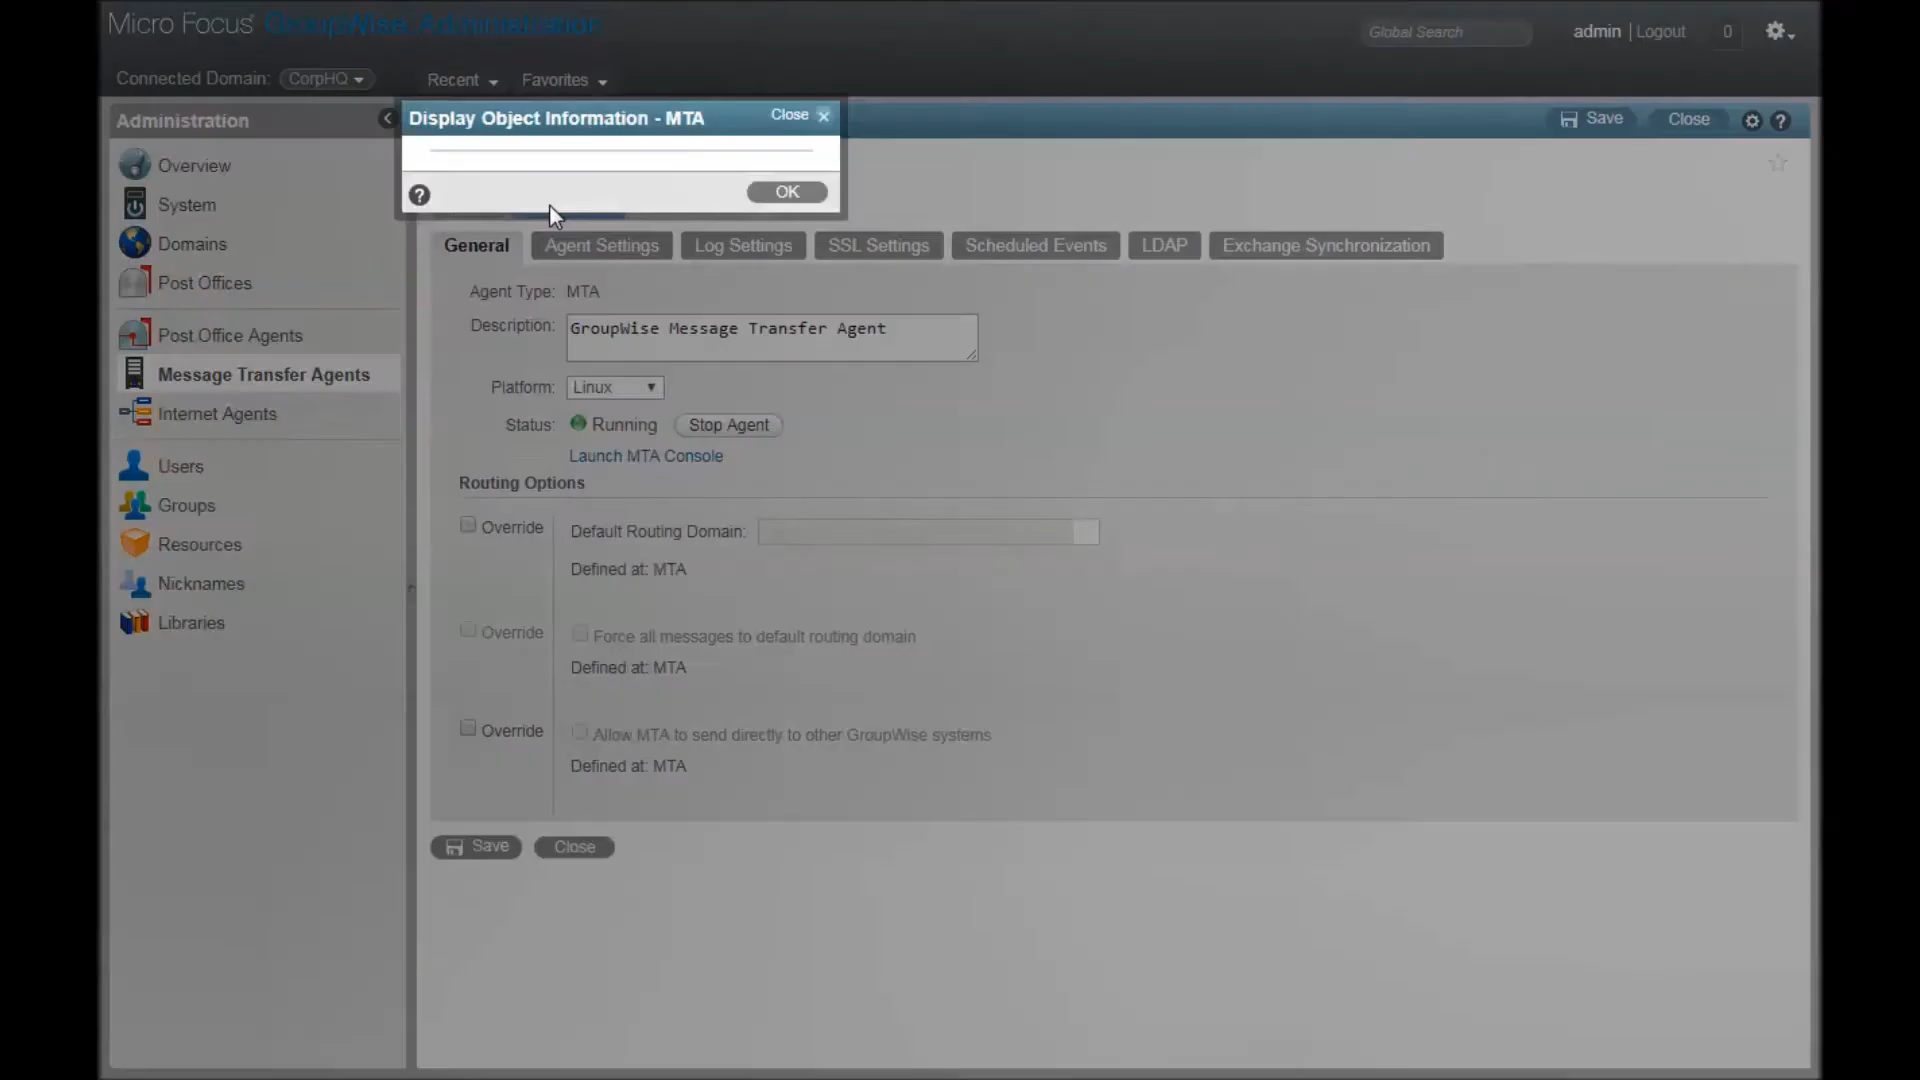 Micro Focus GroupWise Administration
Global Search
admin | Logout
0
Connected Domain: CorpHQ
Recent
Favorites
Administration
Display Object Information - MTA
Close
OK
Save
Close
Overview
System
Domains
Post Offices
Post Office Agents
Message Transfer Agents
Internet Agents
Users
Groups
Resources
Nicknames
Libraries
General
Agent Settings
Log Settings
SSL Settings
Scheduled Events
LDAP
Exchange Synchronization
Agent Type: MTA
Description: GroupWise Message Transfer Agent
Platform: Linux
Status: Running
Stop Agent
Launch MTA Console
Routing Options
Override
Default Routing Domain:
Defined at: MTA
Override
Force all messages to default routing domain
Defined at: MTA
Override
Allow MTA to send directly to other GroupWise systems
Defined at: MTA
Save
Close